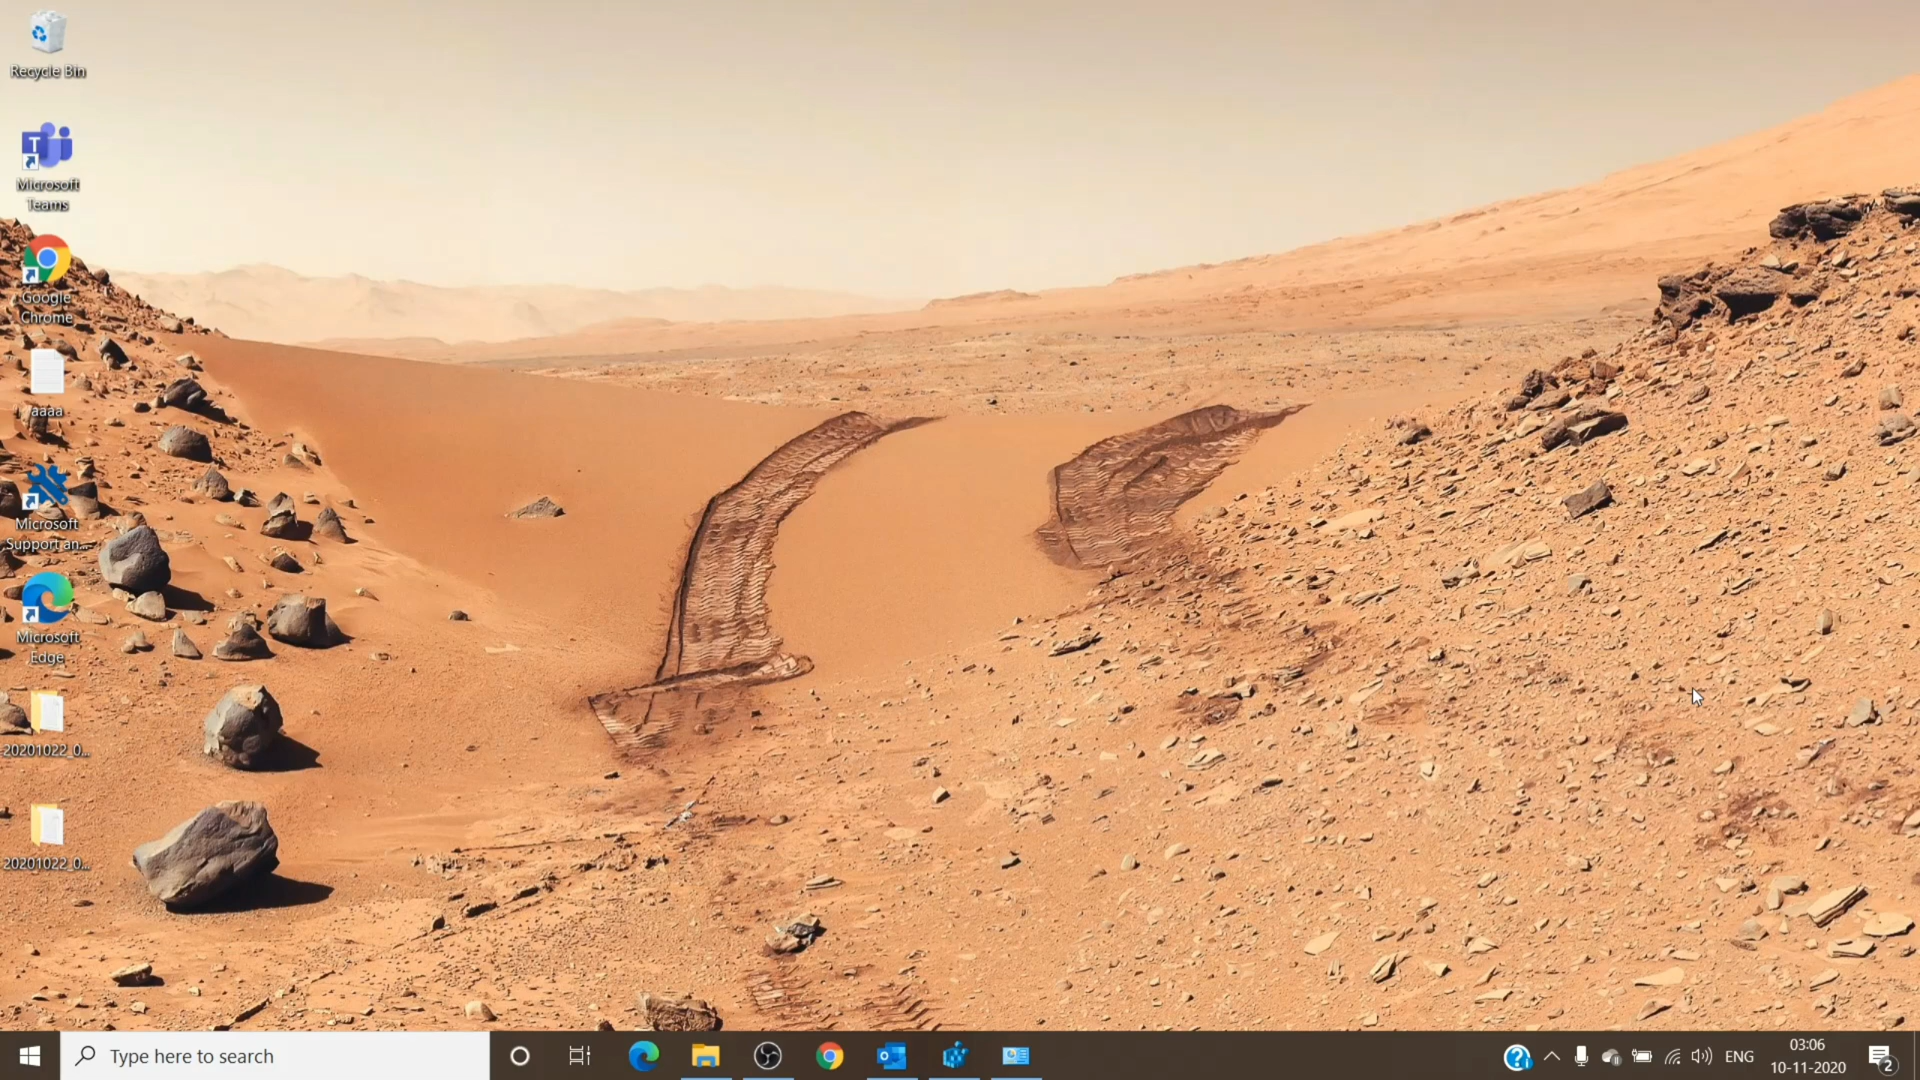 Recycle Bin
Microsoft
Teams
Google
Chrome
aaaa
Microsoft
Support an...
Microsoft
Edge
20201022_0...
20201022_0...
Type here to search
ENG
03:06
10-11-2020
2